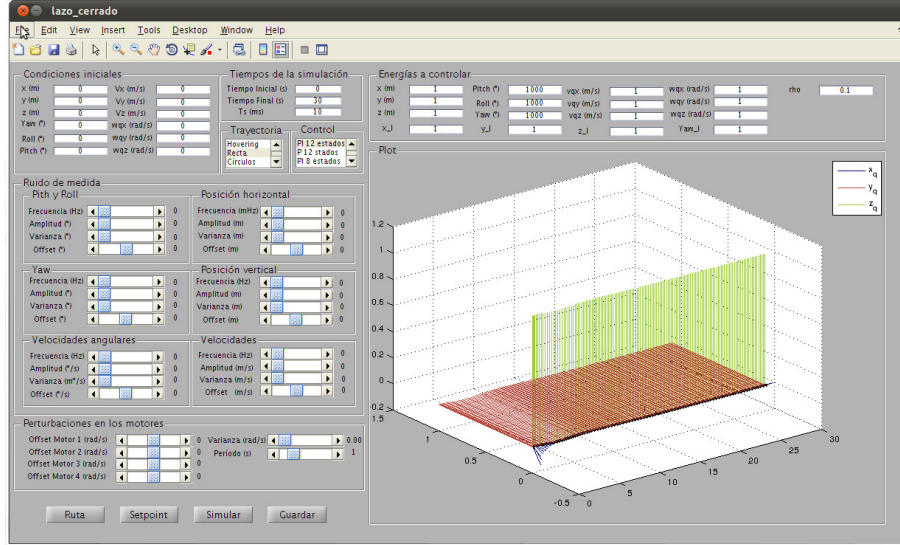 lazo_cerrado
File Edit View Insert Tools Desktop Window Help
Condiciones iniciales
x (m) 0 Vx (m/s) 0
y (m) 0 Vy (m/s) 0
z (m) 0 Vz (m/s) 0
Yaw (º) 0 wqx (rad/s) 0
Roll (º) 0 wqy (rad/s) 0
Pitch (º) 0 wqz (rad/s) 0
Tiempos de la simulación
Tiempo Inicial (s) 0
Tiempo Final (s) 30
Ts (ms) 10
Trayectoria
Hovering
Recta
Círculos
Control
PI 12 estados
P 12 stados
PI 8 estados
Energías a controlar
x (m) 1 Pitch (º) 1000 vqx (m/s) 1 wqx (rad/s) 1 rho 0.1
y (m) 1 Roll (º) 1000 vqy (m/s) 1 wqy (rad/s) 1
z (m) 1 Yaw (º) 1000 vqz (m/s) 1 wqz (rad/s) 1
x_I 1 y_I 1 z_I 1 Yaw_I 1
Ruido de medida
Pith y Roll
Frecuencia (Hz) 0
Amplitud (º) 0
Varianza (º) 0
Offset (º) 0
Posición horizontal
Frecuencia (mHz) 0
Amplitud (m) 0
Varianza (m) 0
Offset (m) 0
Yaw
Frecuencia (Hz) 0
Amplitud (º) 0
Varianza (º) 0
Offset (º) 0
Posición vertical
Frecuencia (Hz) 0
Amplitud (m) 0
Varianza (m) 0
Offset (m) 0
Velocidades angulares
Frecuencia (Hz) 0
Amplitud (º/s) 0
Varianza (mº/s) 0
Offset (º/s) 0
Velocidades
Frecuencia (Hz) 0
Amplitud (m/s) 0
Varianza (m/s) 0
Offset (m/s) 0
Perturbaciones en los motores
Offset Motor 1 (rad/s) 0 Varianza (rad/s) 0.00
Offset Motor 2 (rad/s) 0 Período (s) 1
Offset Motor 3 (rad/s) 0
Offset Motor 4 (rad/s) 0
Ruta Setpoint Simular Guardar
Plot
x_q
y_q
z_q
1.2
1
0.8
0.6
0.4
0.2
0
-0.2
1.5
1
0.5
0
-0.5
0
5
10
15
20
25
30